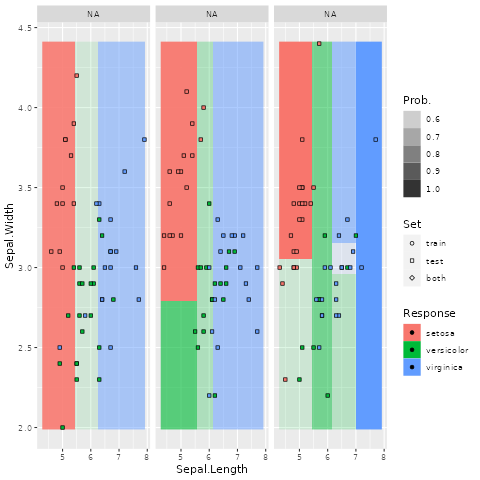 NA NA NA
4.5
4.0
3.5
3.0
2.5
2.0
Sepal.Width
5 6 7 8 5 6 7 8 5 6 7 8
Sepal.Length
Prob.
0.6
0.7
0.8
0.9
1.0
Set
train
test
both
Response
setosa
versicolor
virginica